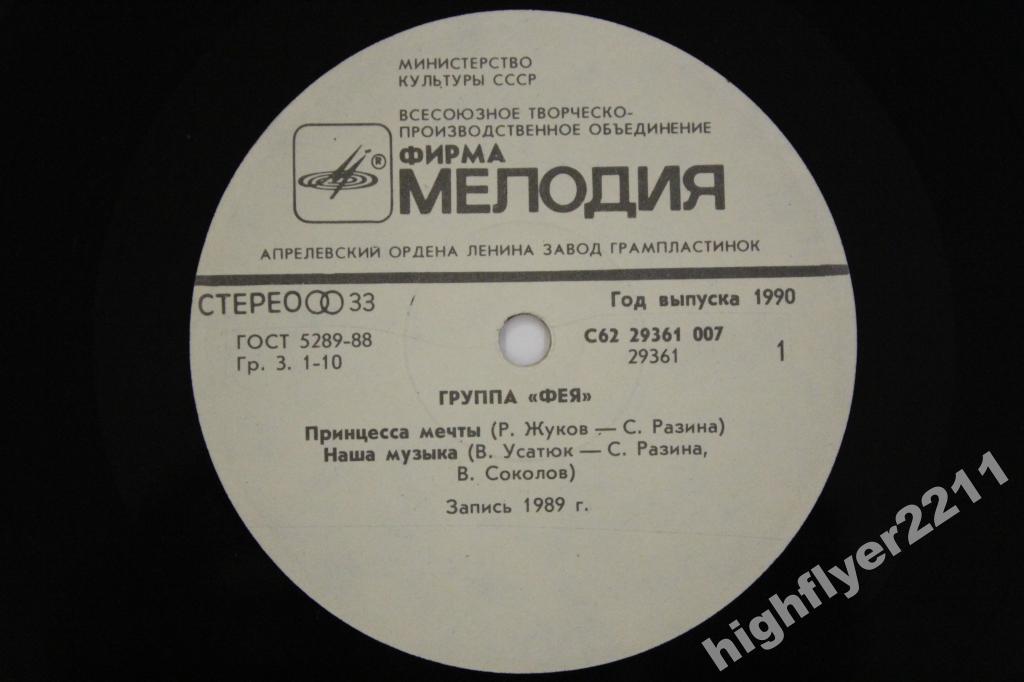 МИНИСТЕРСТВО
КУЛЬТУРЫ СССР
ВСЕСОЮЗНОЕ ТВОРЧЕСКО-
ПРОИЗВОДСТВЕННОЕ ОБЪЕДИНЕНИЕ
®
ФИРМА
МЕЛОДИЯ
АПРЕЛЕВСКИЙ ОРДЕНА ЛЕНИНА ЗАВОД ГРАМПЛАСТИНОК
СТЕРЕО 33
Год выпуска 1990
ГОСТ 5289-88
Гр. 3. 1-10
С62 29361 007
29361
1
ГРУППА «ФЕЯ»
Принцесса мечты (Р. Жуков — С. Разина)
Наша музыка (В. Усатюк — С. Разина,
В. Соколов)
Запись 1989 г.
highflyer2211